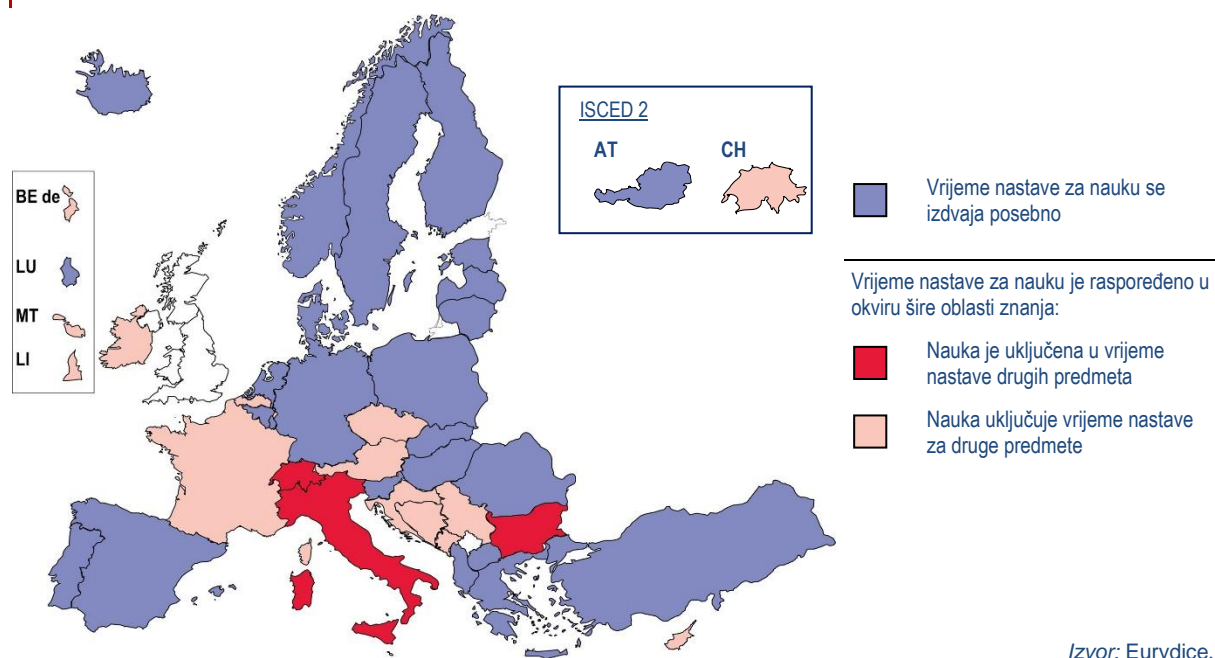 ISCED 2
AT CH
BE de
LU
MT
LI
Vrijeme nastave za nauku se
izdvaja posebno
Vrijeme nastave za nauku je raspoređeno u
okviru šire oblasti znanja:
Nauka je uključena u vrijeme
nastave drugih predmeta
Nauka uključuje vrijeme nastave
za druge predmete
Izvor: Eurydice.